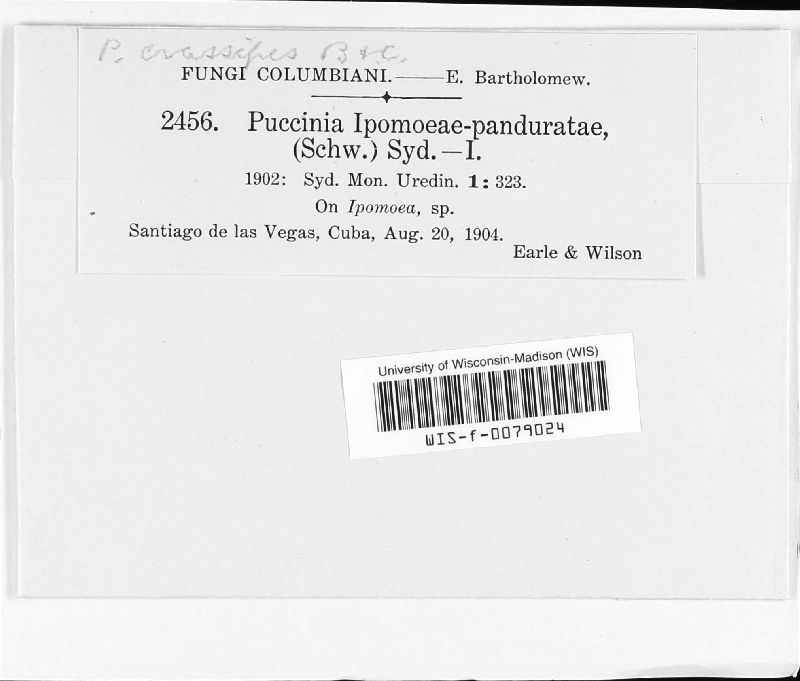 P. crassipes B & C.
FUNGI COLUMBIANI.——E. Bartholomew.
2456. Puccinia Ipomoeae-panduratae,
(Schw.) Syd.—I.
1902: Syd. Mon. Uredin. 1: 323.
On Ipomoea, sp.
Santiago de las Vegas, Cuba, Aug. 20, 1904.
Earle & Wilson
University of Wisconsin-Madison (WIS)
WIS-f-0079024